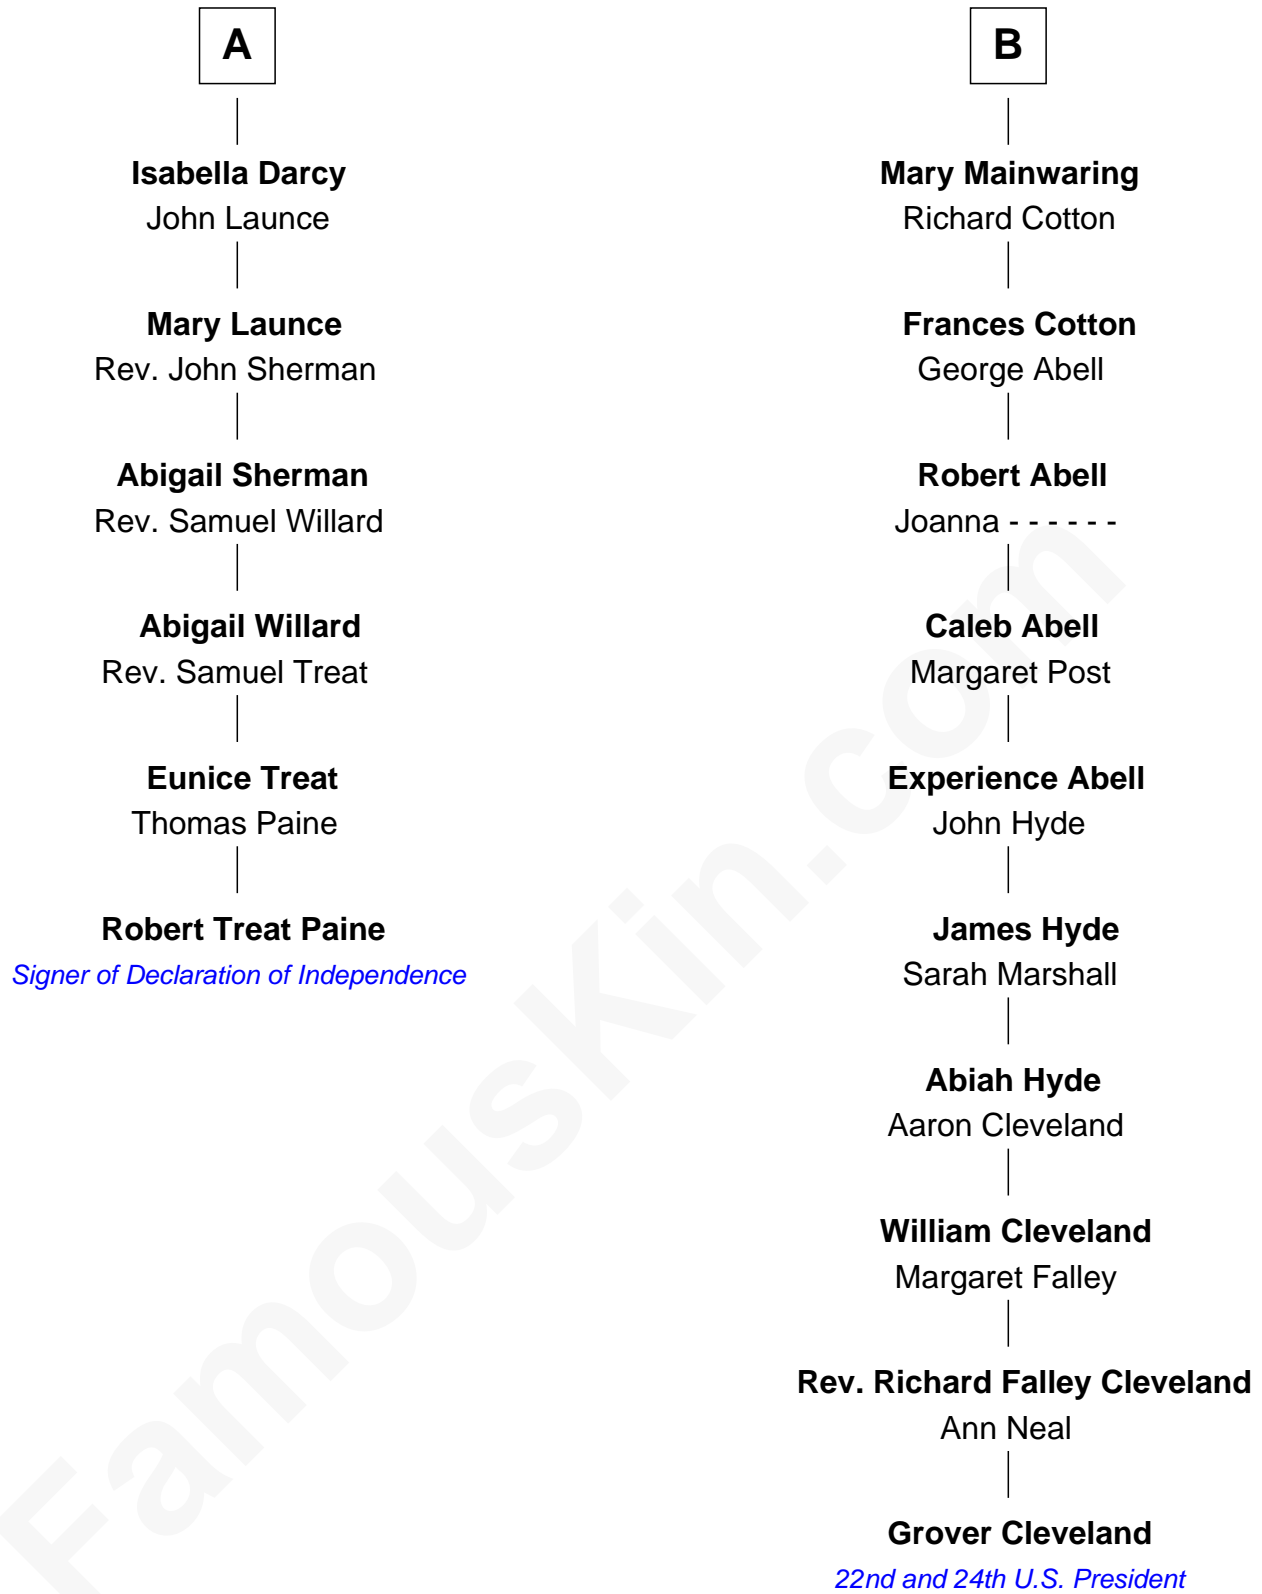 A
Isabella Darcy
John Launce
Mary Launce
Rev. John Sherman
Abigail Sherman
Rev. Samuel Willard
Abigail Willard
Rev. Samuel Treat
Eunice Treat
Thomas Paine
Robert Treat Paine
Signer of Declaration of Independence
B
Mary Mainwaring
Richard Cotton
Frances Cotton
George Abell
Robert Abell
Joanna - - - - - -
Caleb Abell
Margaret Post
Experience Abell
John Hyde
James Hyde
Sarah Marshall
Abiah Hyde
Aaron Cleveland
William Cleveland
Margaret Falley
Rev. Richard Falley Cleveland
Ann Neal
Grover Cleveland
22nd and 24th U.S. President
FamousKin.com